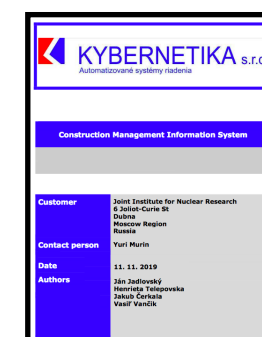 KYBERNETIKA s.r.o
Automatizované systémy riadenia
Construction Management Information System
Customer
Joint Institute for Nuclear Research
6 Joliot-Curie St
Dubna
Moscow Region
Russia
Contact person
Yuri Murin
Date
11. 11. 2019
Authors
Ján Jadlovský
Henrieta Telepovska
Jakub Čerkala
Vasiľ Vančík